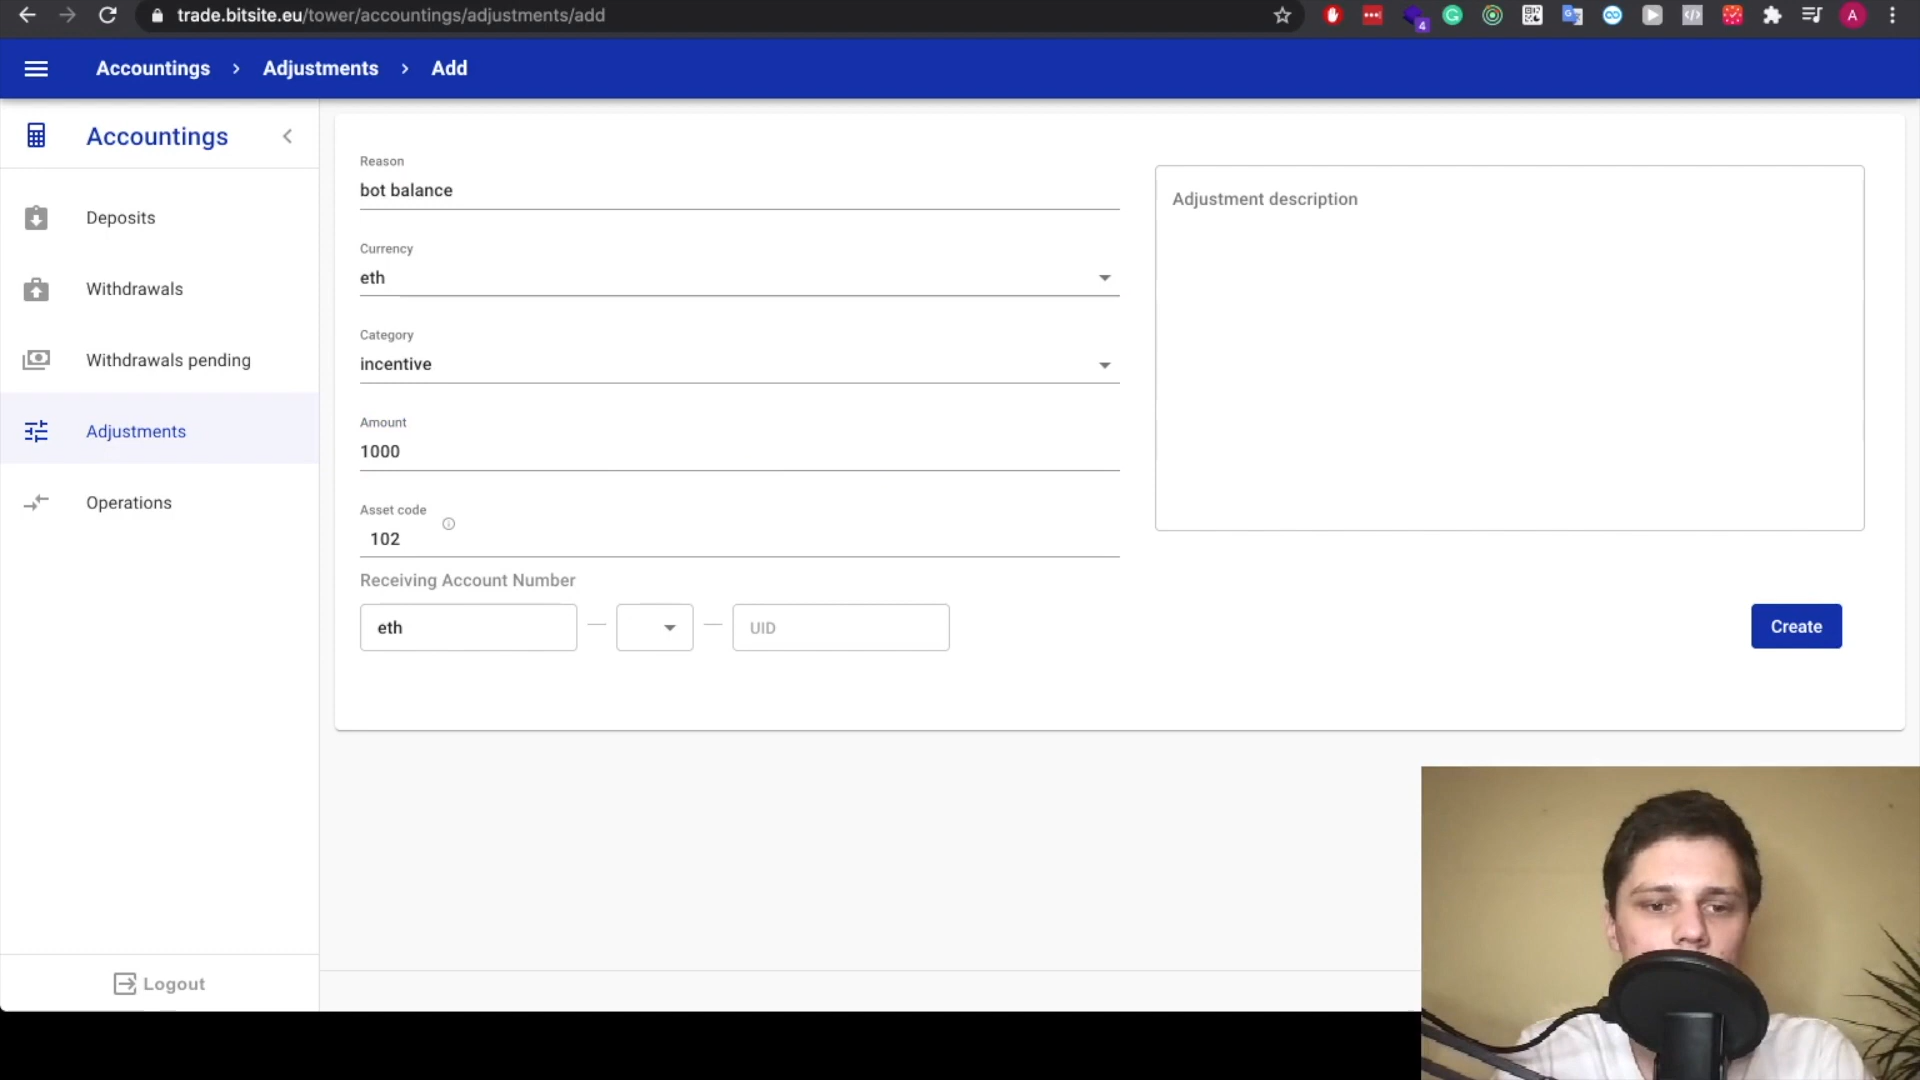 trade.bitsite.eu/tower/accountings/adjustments/add
4
A
Accountings > Adjustments > Add
Accountings
Deposits
Withdrawals
Withdrawals pending
Adjustments
Operations
Logout
Reason
bot balance
Currency
eth
Category
incentive
Amount
1000
Asset code
102
Receiving Account Number
eth
UID
Adjustment description
Create